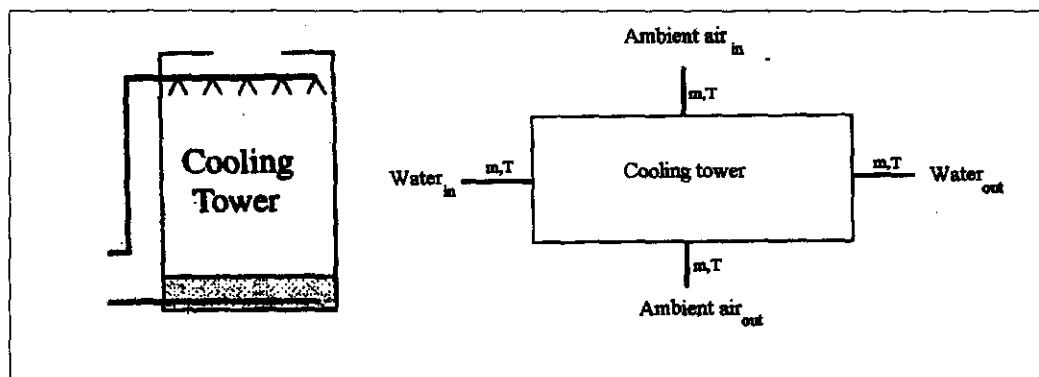 Cooling
Tower
Ambient air in
m,T
Water in
m,T
Cooling tower
m,T
Water out
m,T
Ambient air out